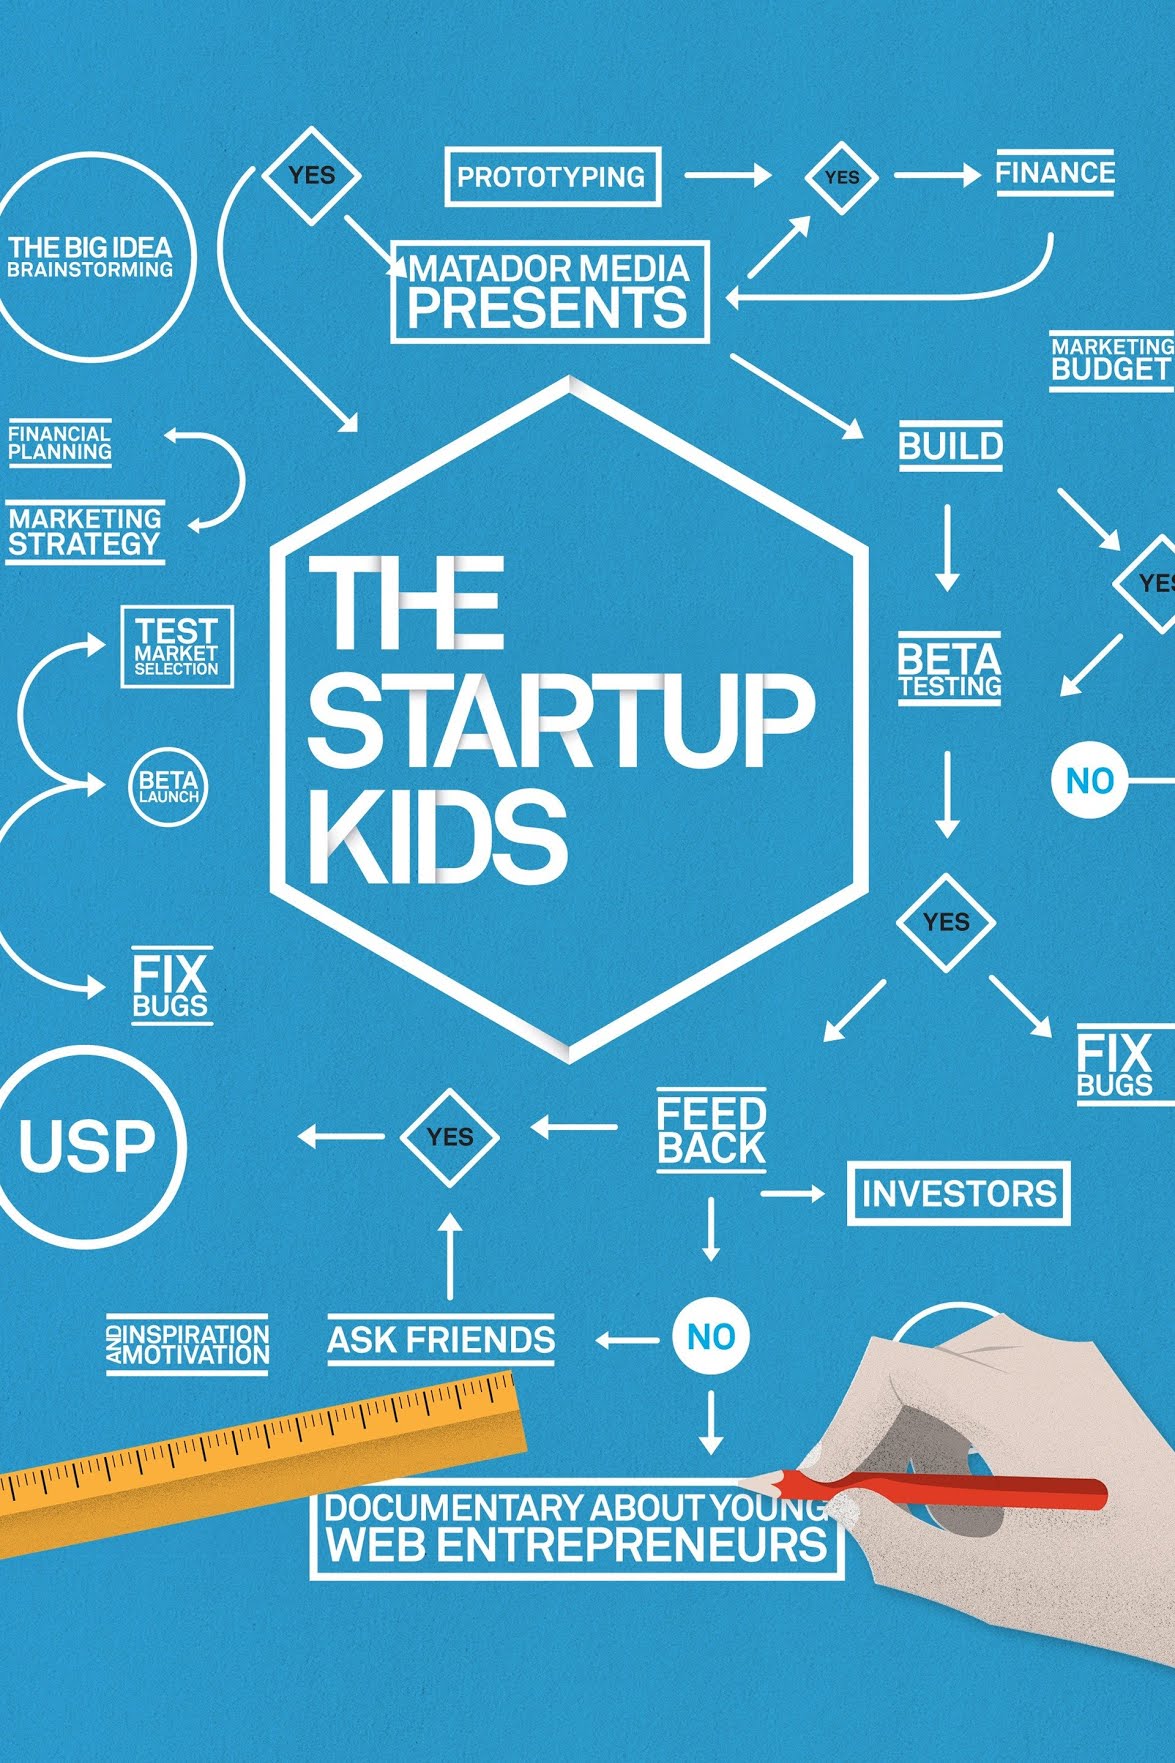 YES
PROTOTYPING
YES
FINANCE
THE BIG IDEA
BRAINSTORMING
MATADOR MEDIA
PRESENTS
MARKETING
BUDGET
FINANCIAL
PLANNING
BUILD
MARKETING
STRATEGY
YES
THE
STARTUP
KIDS
TEST
MARKET
SELECTION
BETA
TESTING
BETA
LAUNCH
NO
YES
FIX
BUGS
FIX
BUGS
USP
YES
FEED
BACK
INVESTORS
AND INSPIRATION
MOTIVATION
ASK FRIENDS
NO
DOCUMENTARY ABOUT YOUNG
WEB ENTREPRENEURS